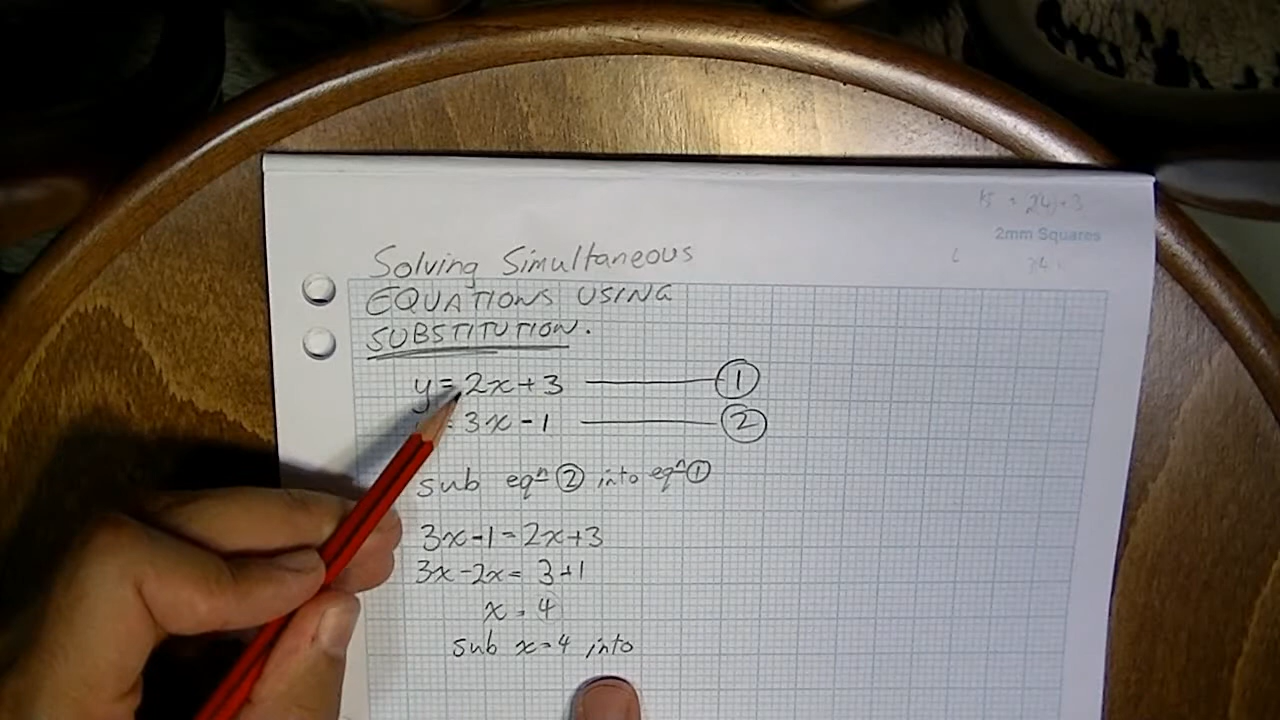 2mm Squares
Solving Simultaneous
EQUATIONS USING
SUBSTITUTION.
y = 2x + 3 ①
= 3x - 1 ②
sub eqⁿ ② into eqⁿ ①
3x - 1 = 2x + 3
3x - 2x = 3 + 1
x = 4
sub x = 4 into